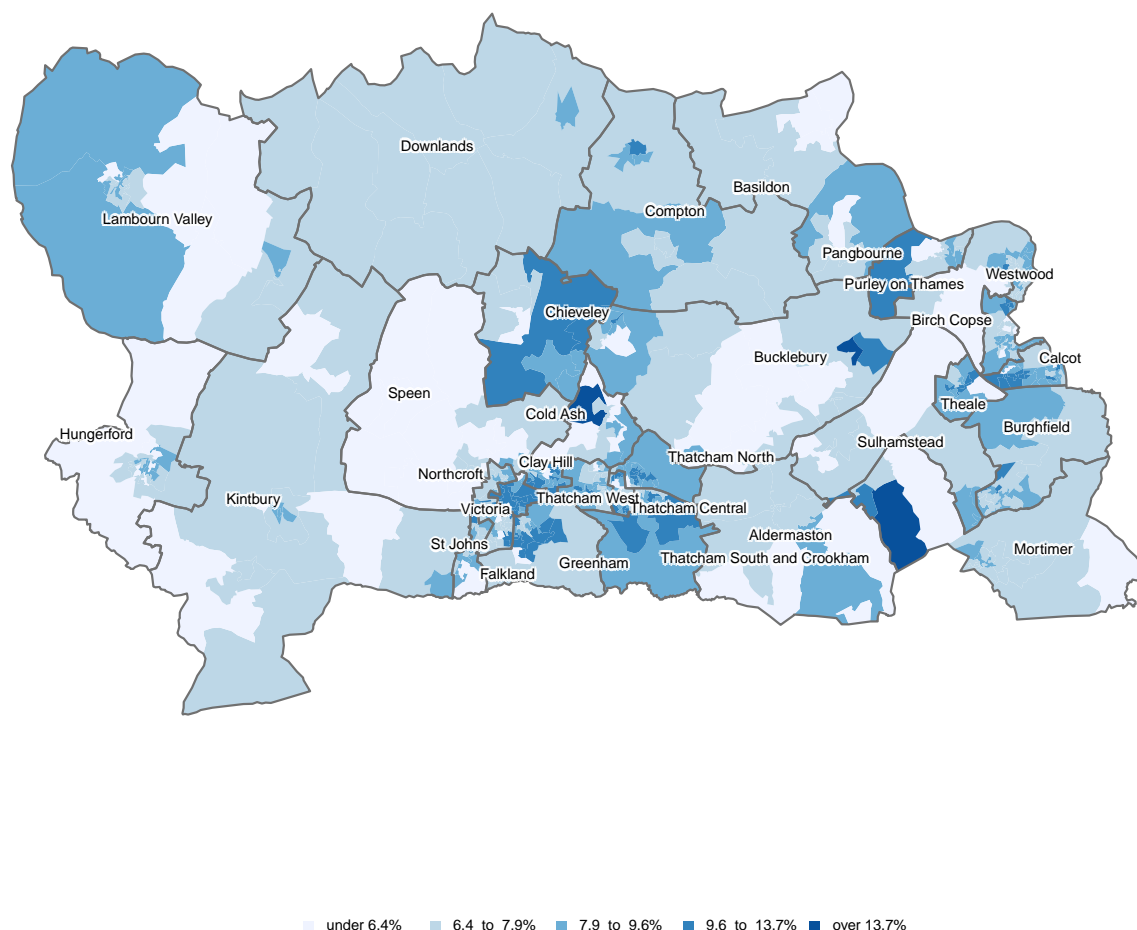 Downlands
Basildon
Compton
Lambourn Valley
Pangbourne
Westwood
Purley on Thames
Chieveley
Birch Copse
Bucklebury
Calcot
Speen
Theale
Cold Ash
Burghfield
Hungerford
Sulhamstead
Thatcham North
Clay Hill
Northcroft
Kintbury
Thatcham West
Victoria
Thatcham Central
Aldermaston
St Johns
Mortimer
Thatcham South and Crookham
Greenham
Falkland
under 6.4% 6.4 to 7.9% 7.9 to 9.6% 9.6 to 13.7% over 13.7%